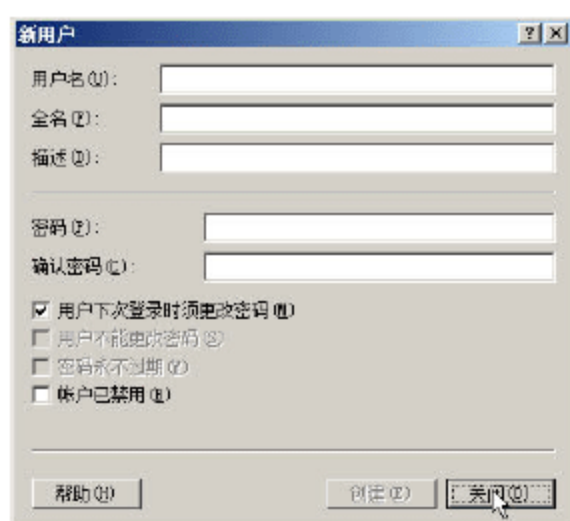 新用户
用户名(U):
全名(F):
描述(D):
密码(P):
确认密码(C):
用户下次登录时须更改密码(M)
用户不能更改密码(S)
密码永不过期(W)
帐户已禁用(B)
帮助(H) 创建(E) 关闭(O)